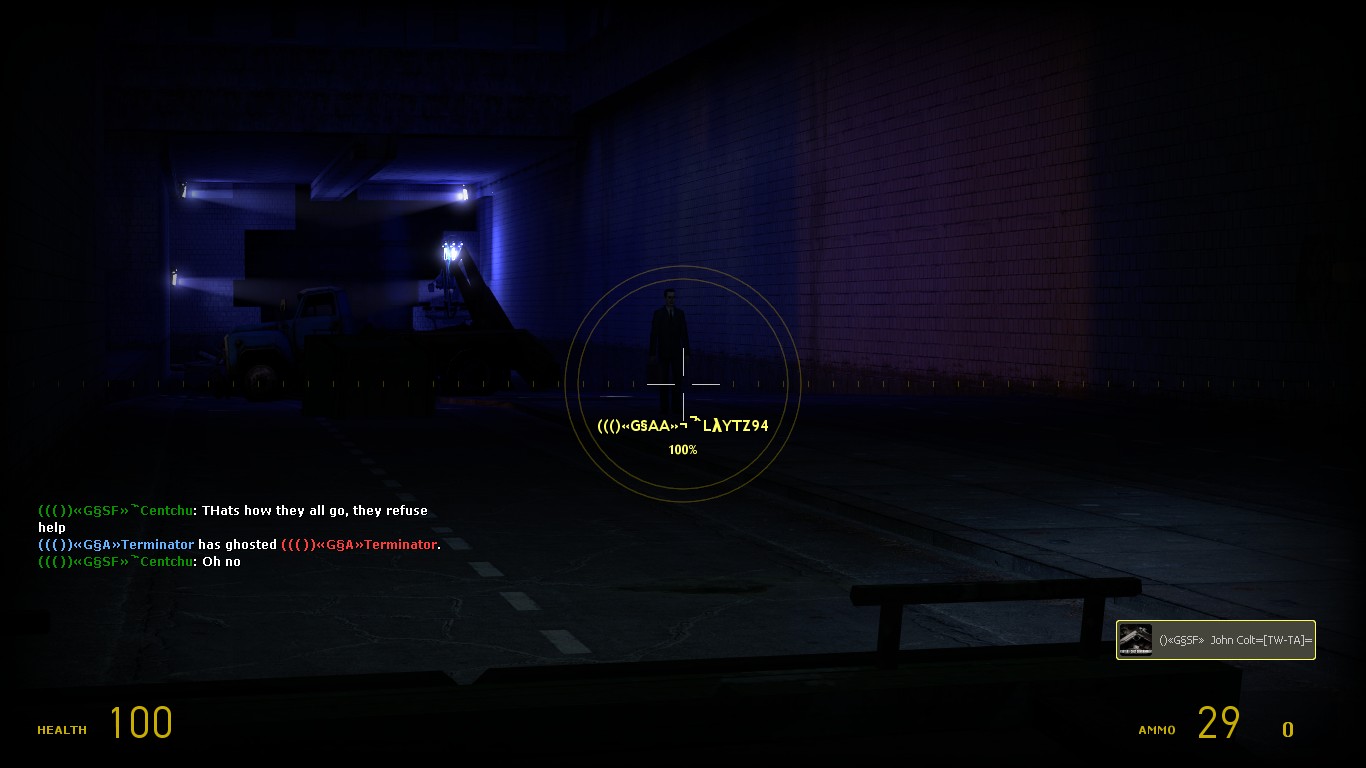 (((()«G§AA»¬˜`LλYTZ94
100%
((())«G§SF»˜`Centchu: THats how they all go, they refuse
help
((())«G§A»Terminator has ghosted ((())«G§A»Terminator.
((())«G§SF»˜`Centchu: Oh no
()«G§SF» John Colt=[TW-TA]=
HEALTH 100
AMMO 29 0